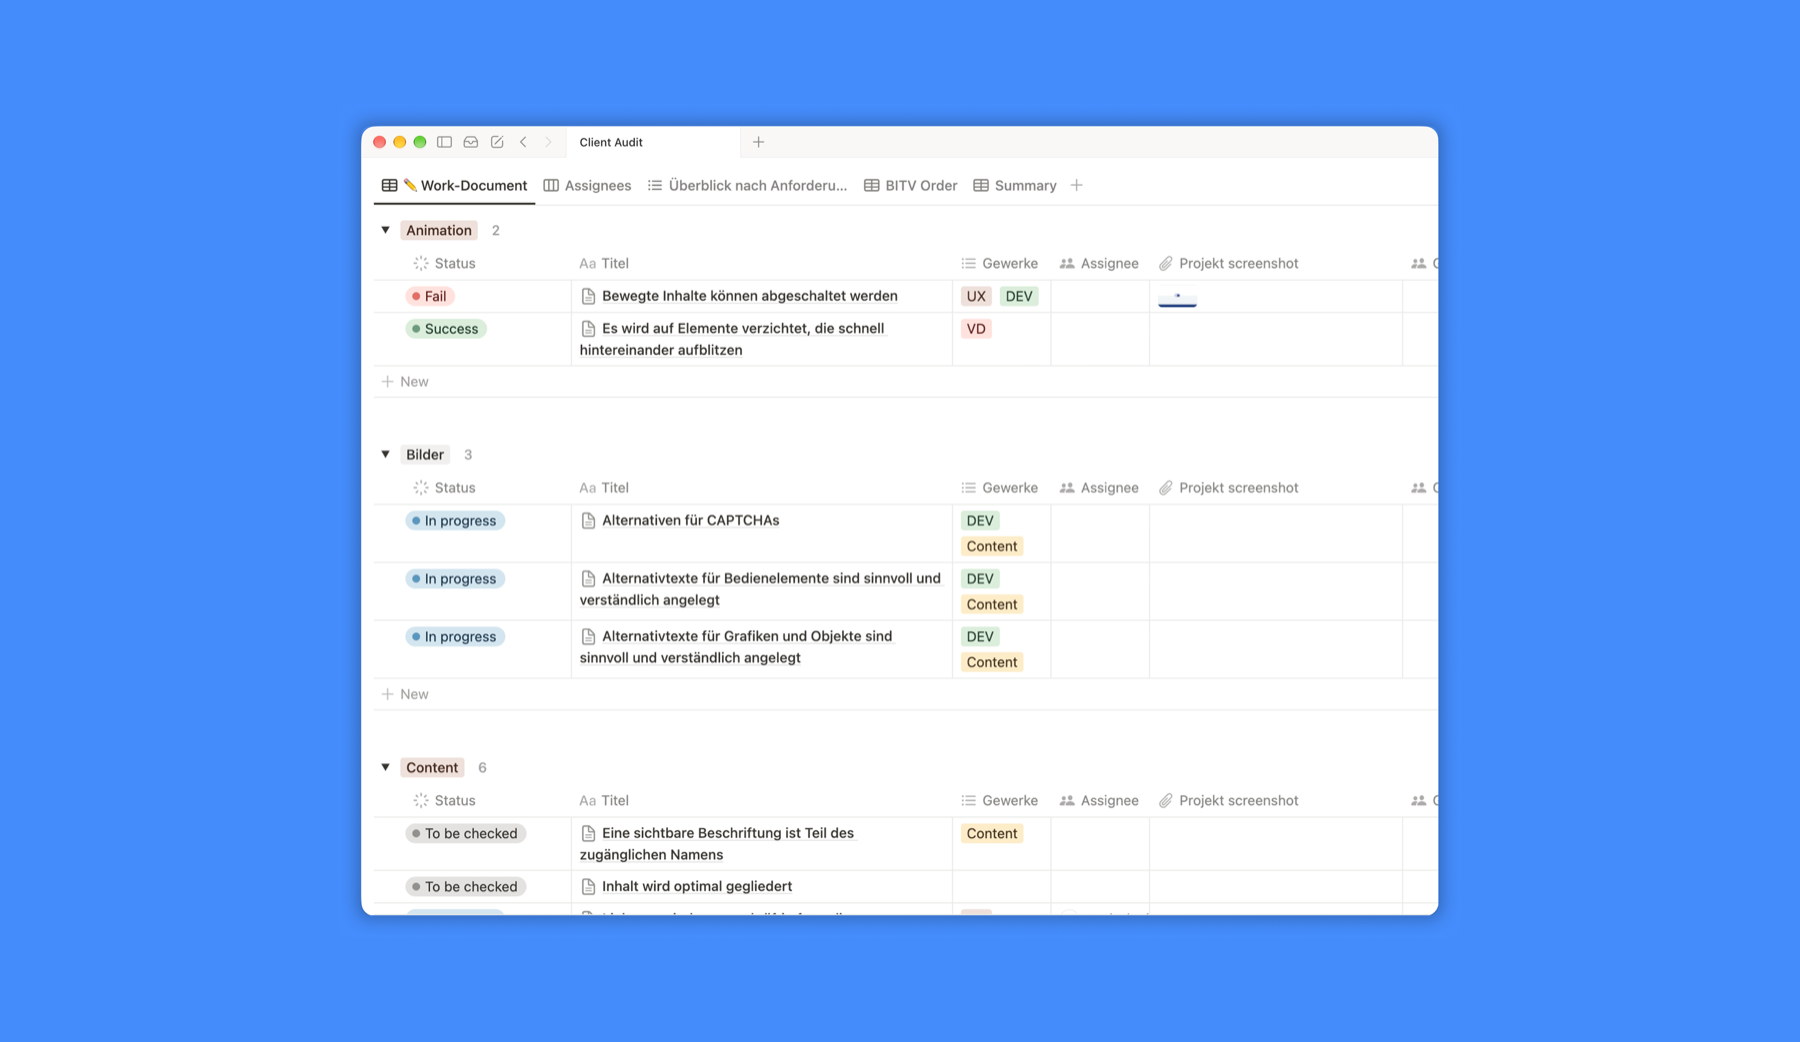 Client Audit
Work-Document Assignees Überblick nach Anforderu... BITV Order Summary
Animation 2
Status Aa Titel Gewerke Assignee Projekt screenshot
Fail Bewegte Inhalte können abgeschaltet werden UX DEV
Success Es wird auf Elemente verzichtet, die schnell VD
hintereinander aufblitzen
New
Bilder 3
Status Aa Titel Gewerke Assignee Projekt screenshot
In progress Alternativen für CAPTCHAs DEV
Content
In progress Alternativtexte für Bedienelemente sind sinnvoll und DEV
verständlich angelegt Content
In progress Alternativtexte für Grafiken und Objekte sind DEV
sinnvoll und verständlich angelegt Content
New
Content 6
Status Aa Titel Gewerke Assignee Projekt screenshot
To be checked Eine sichtbare Beschriftung ist Teil des Content
zugänglichen Namens
To be checked Inhalt wird optimal gegliedert